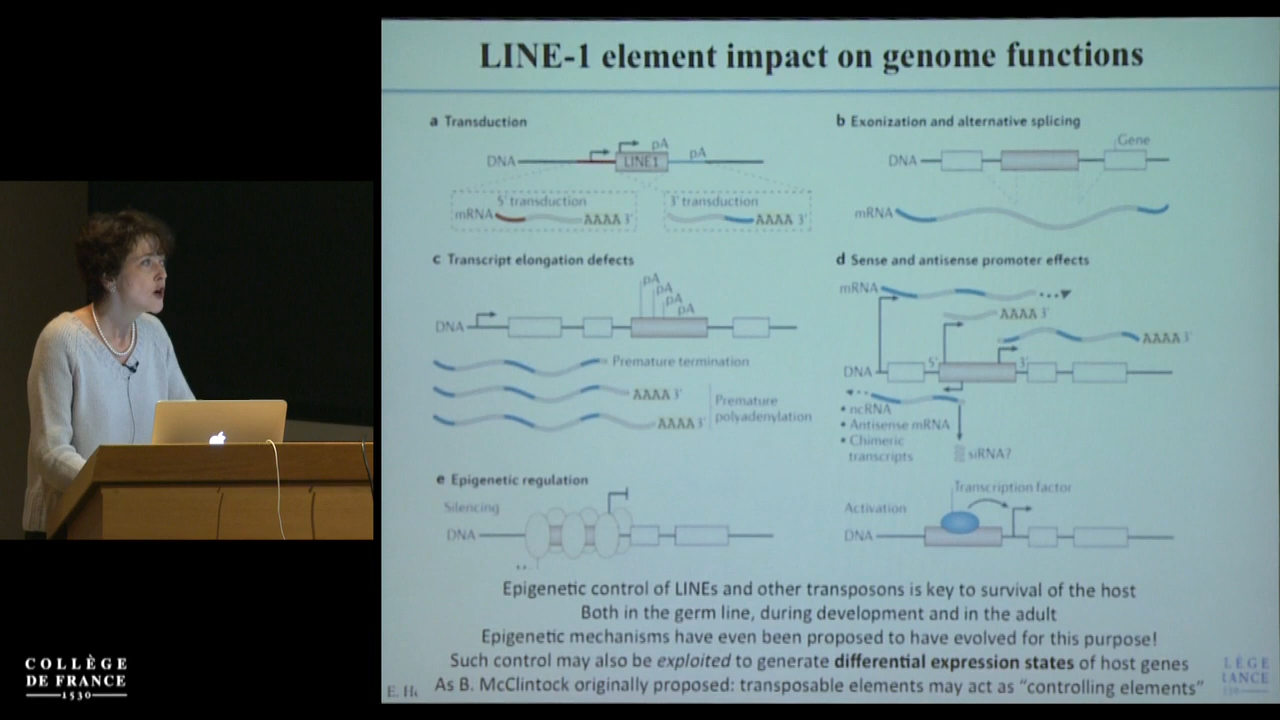 LINE-1 element impact on genome functions
a Transduction
DNA
LINE1
pA
pA
5' transduction
mRNA
AAAA 3'
3' transduction
AAAA 3'
b Exonization and alternative splicing
Gene
DNA
mRNA
c Transcript elongation defects
pA
pA
pA
pA
DNA
Premature termination
AAAA 3'
AAAA 3'
Premature
polyadenylation
d Sense and antisense promoter effects
mRNA
AAAA 3'
AAAA 3'
DNA
5'
3'
• ncRNA
• Antisense mRNA
• Chimeric
transcripts
siRNA?
e Epigenetic regulation
Silencing
DNA
Transcription factor
Activation
DNA
Epigenetic control of LINEs and other transposons is key to survival of the host
Both in the germ line, during development and in the adult
Epigenetic mechanisms have even been proposed to have evolved for this purpose!
Such control may also be exploited to generate differential expression states of host genes
As B. McClintock originally proposed: transposable elements may act as “controlling elements”
E.
COLLÈGE
DE FRANCE
1530